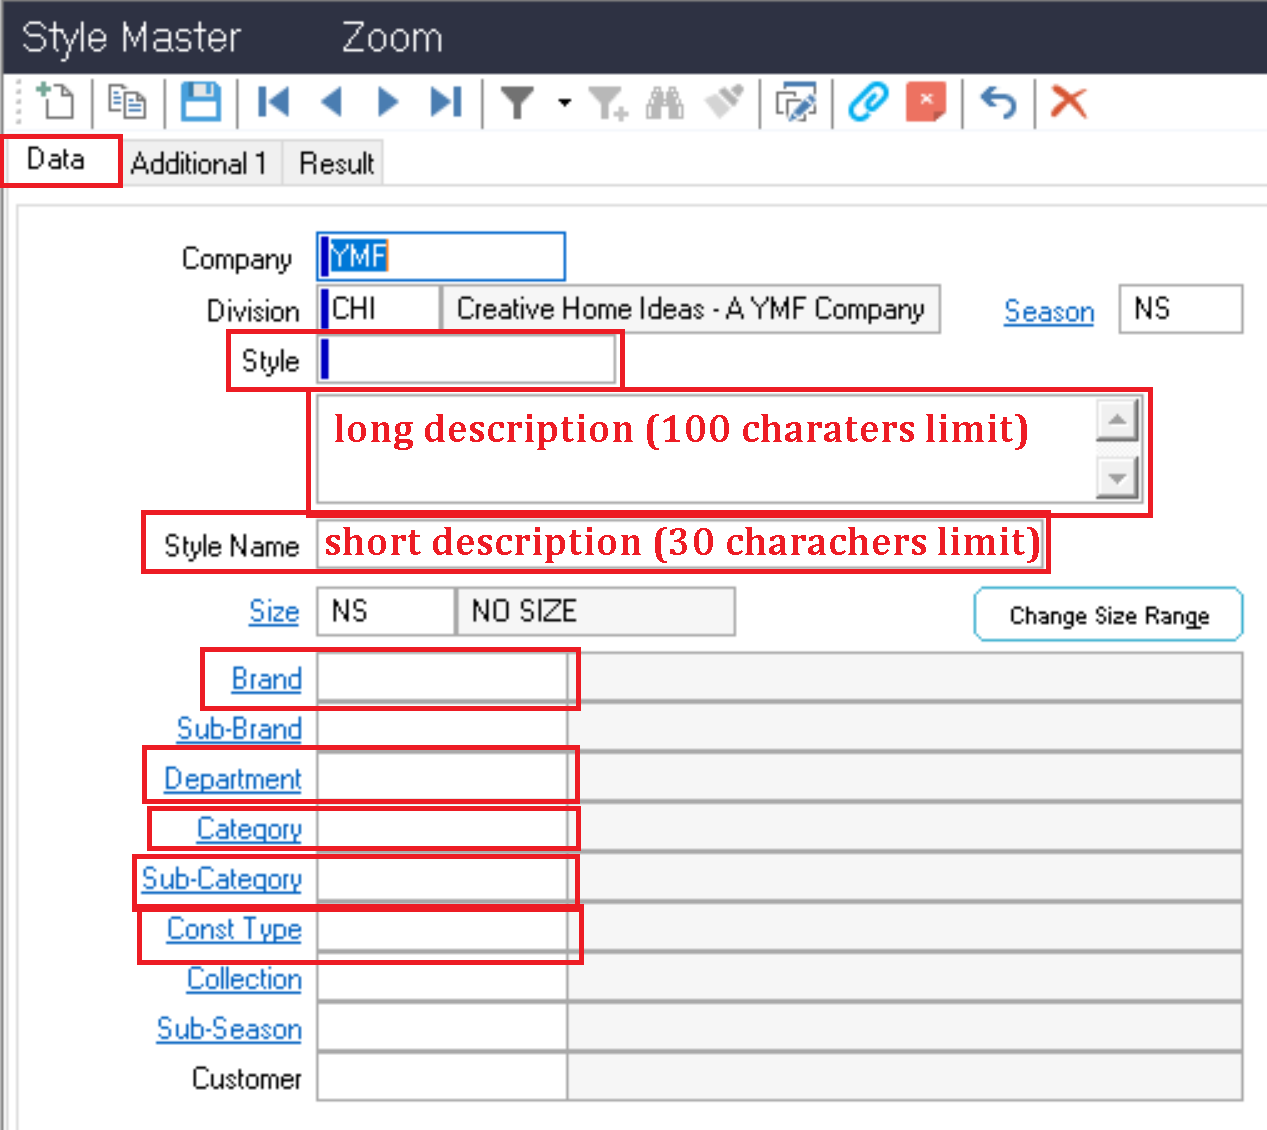 Style Master Zoom
Data Additional 1 Result
Company YMF
Division CHI Creative Home Ideas - A YMF Company Season NS
Style
long description (100 charaters limit)
Style Name short description (30 charachers limit)
Size NS NO SIZE Change Size Range
Brand
Sub-Brand
Department
Category
Sub-Category
Const Type
Collection
Sub-Season
Customer